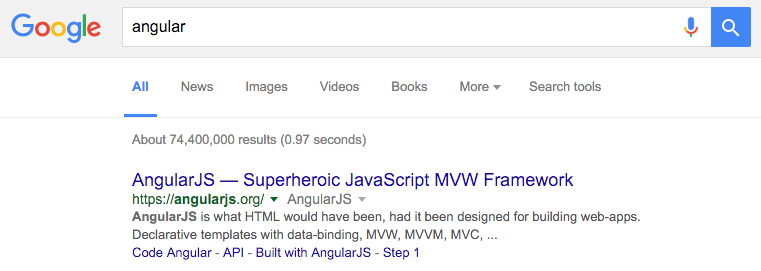 Google angular
All News Images Videos Books More Search tools
About 74,400,000 results (0.97 seconds)
AngularJS — Superheroic JavaScript MVW Framework
https://angularjs.org/ AngularJS
AngularJS is what HTML would have been, had it been designed for building web-apps.
Declarative templates with data-binding, MVW, MVVM, MVC, ...
Code Angular - API - Built with AngularJS - Step 1